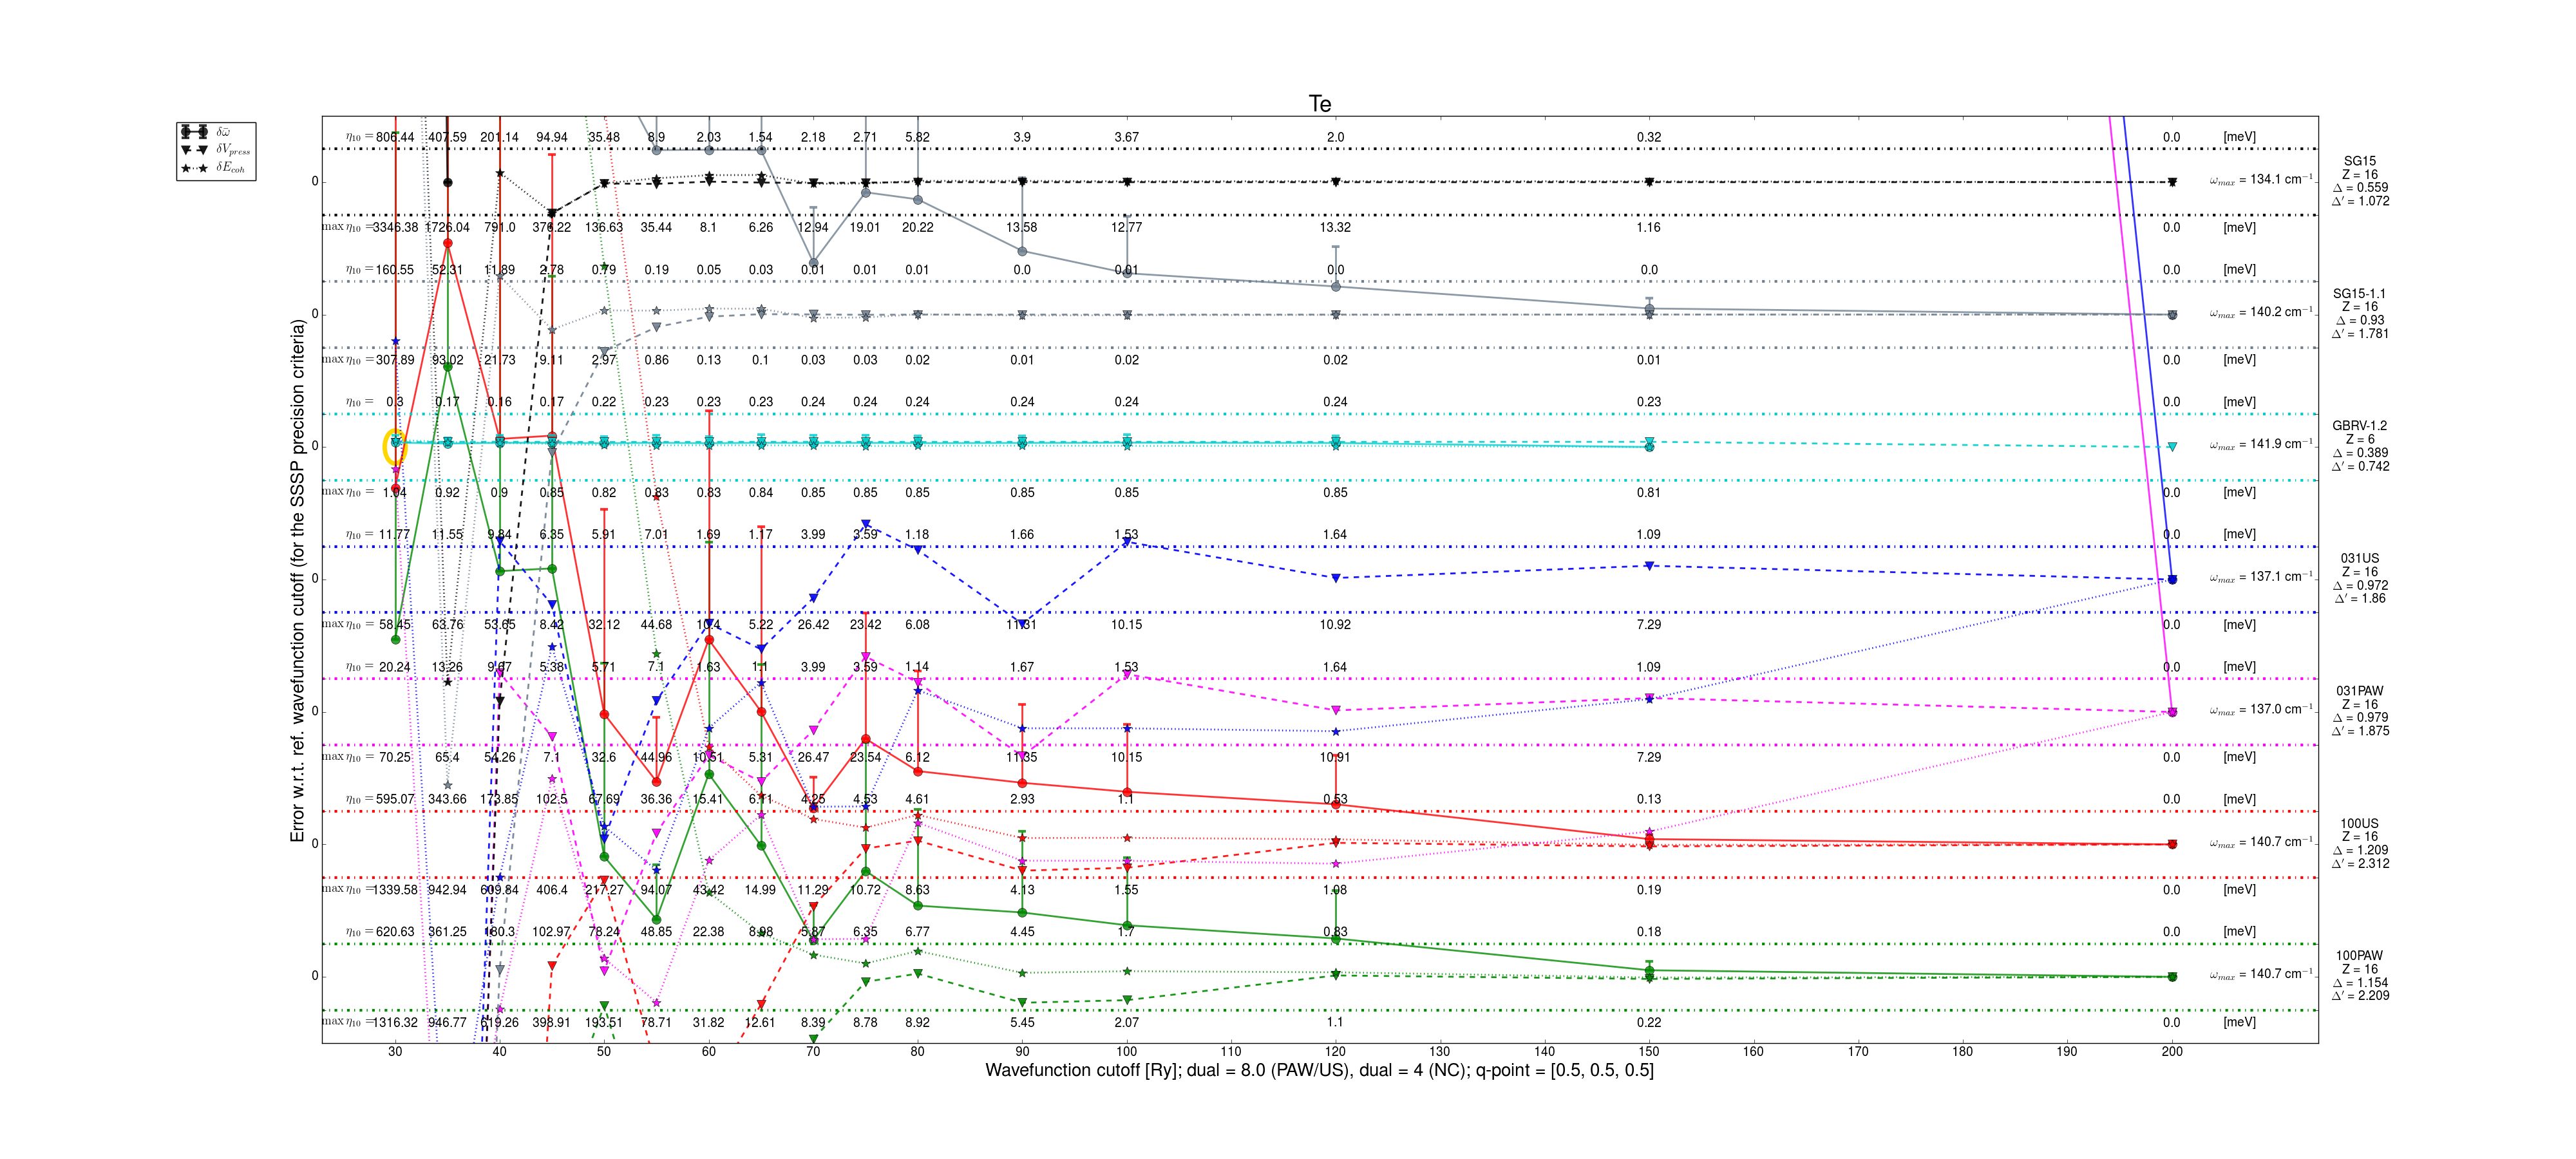 Te
δω̄
δV_press
δE_coh
η₁₀ = 806.44 407.59 201.14 94.94 35.48 8.9 2.03 1.54 2.18 2.71 5.82 3.9 3.67 2.0 0.32 0.0 [meV]
0 ω_max = 134.1 cm⁻¹
SG15
Z = 16
Δ = 0.559
Δ′ = 1.072
max η₁₀ = 3346.38 1726.04 791.0 376.22 136.63 35.44 8.1 6.26 12.94 19.01 20.22 13.58 12.77 13.32 1.16 0.0 [meV]
η₁₀ = 160.55 52.31 11.89 2.78 0.79 0.19 0.05 0.03 0.01 0.01 0.01 0.0 0.01 0.0 0.0 0.0 [meV]
0 ω_max = 140.2 cm⁻¹
SG15-1.1
Z = 16
Δ = 0.93
Δ′ = 1.781
max η₁₀ = 307.89 93.02 21.73 9.11 2.97 0.86 0.13 0.1 0.03 0.03 0.02 0.01 0.02 0.02 0.01 0.0 [meV]
η₁₀ = 0.3 0.17 0.16 0.17 0.22 0.23 0.23 0.23 0.24 0.24 0.24 0.24 0.24 0.24 0.23 0.0 [meV]
0 ω_max = 141.9 cm⁻¹
GBRV-1.2
Z = 6
Δ = 0.389
Δ′ = 0.742
max η₁₀ = 1.04 0.92 0.9 0.85 0.82 0.83 0.83 0.84 0.85 0.85 0.85 0.85 0.85 0.85 0.81 0.0 [meV]
η₁₀ = 11.77 11.55 9.84 6.35 5.91 7.01 1.69 1.17 3.99 3.59 1.18 1.66 1.53 1.64 1.09 0.0 [meV]
0 ω_max = 137.1 cm⁻¹
031US
Z = 16
Δ = 0.972
Δ′ = 1.86
max η₁₀ = 58.45 63.76 53.65 8.42 32.12 44.68 10.4 5.22 26.42 23.42 6.08 11.31 10.15 10.92 7.29 0.0 [meV]
η₁₀ = 20.24 13.26 9.67 5.38 5.71 7.1 1.63 1.1 3.99 3.59 1.14 1.67 1.53 1.64 1.09 0.0 [meV]
0 ω_max = 137.0 cm⁻¹
031PAW
Z = 16
Δ = 0.979
Δ′ = 1.875
max η₁₀ = 70.25 65.4 54.26 7.1 32.6 44.96 10.51 5.31 26.47 23.54 6.12 11.35 10.15 10.91 7.29 0.0 [meV]
η₁₀ = 595.07 343.66 173.85 102.5 67.69 36.36 15.41 6.11 4.25 4.53 4.61 2.93 1.1 0.53 0.13 0.0 [meV]
0 ω_max = 140.7 cm⁻¹
100US
Z = 16
Δ = 1.209
Δ′ = 2.312
max η₁₀ = 1339.58 942.94 609.84 406.4 217.27 94.07 43.42 14.99 11.29 10.72 8.63 4.13 1.55 1.08 0.19 0.0 [meV]
η₁₀ = 620.63 361.25 180.3 102.97 78.24 48.85 22.38 8.98 5.87 6.35 6.77 4.45 1.7 0.83 0.18 0.0 [meV]
0 ω_max = 140.7 cm⁻¹
100PAW
Z = 16
Δ = 1.154
Δ′ = 2.209
max η₁₀ = 1316.32 946.77 619.26 398.91 193.51 78.71 31.82 12.61 8.39 8.78 8.92 5.45 2.07 1.1 0.22 0.0 [meV]
30 40 50 60 70 80 90 100 110 120 130 140 150 160 170 180 190 200
Wavefunction cutoff [Ry]; dual = 8.0 (PAW/US), dual = 4 (NC); q-point = [0.5, 0.5, 0.5]
Error w.r.t. ref. wavefunction cutoff (for the SSSP precision criteria)